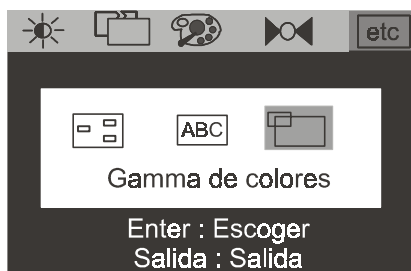 etc
ABC
Gamma de colores
Enter : Escoger
Salida : Salida